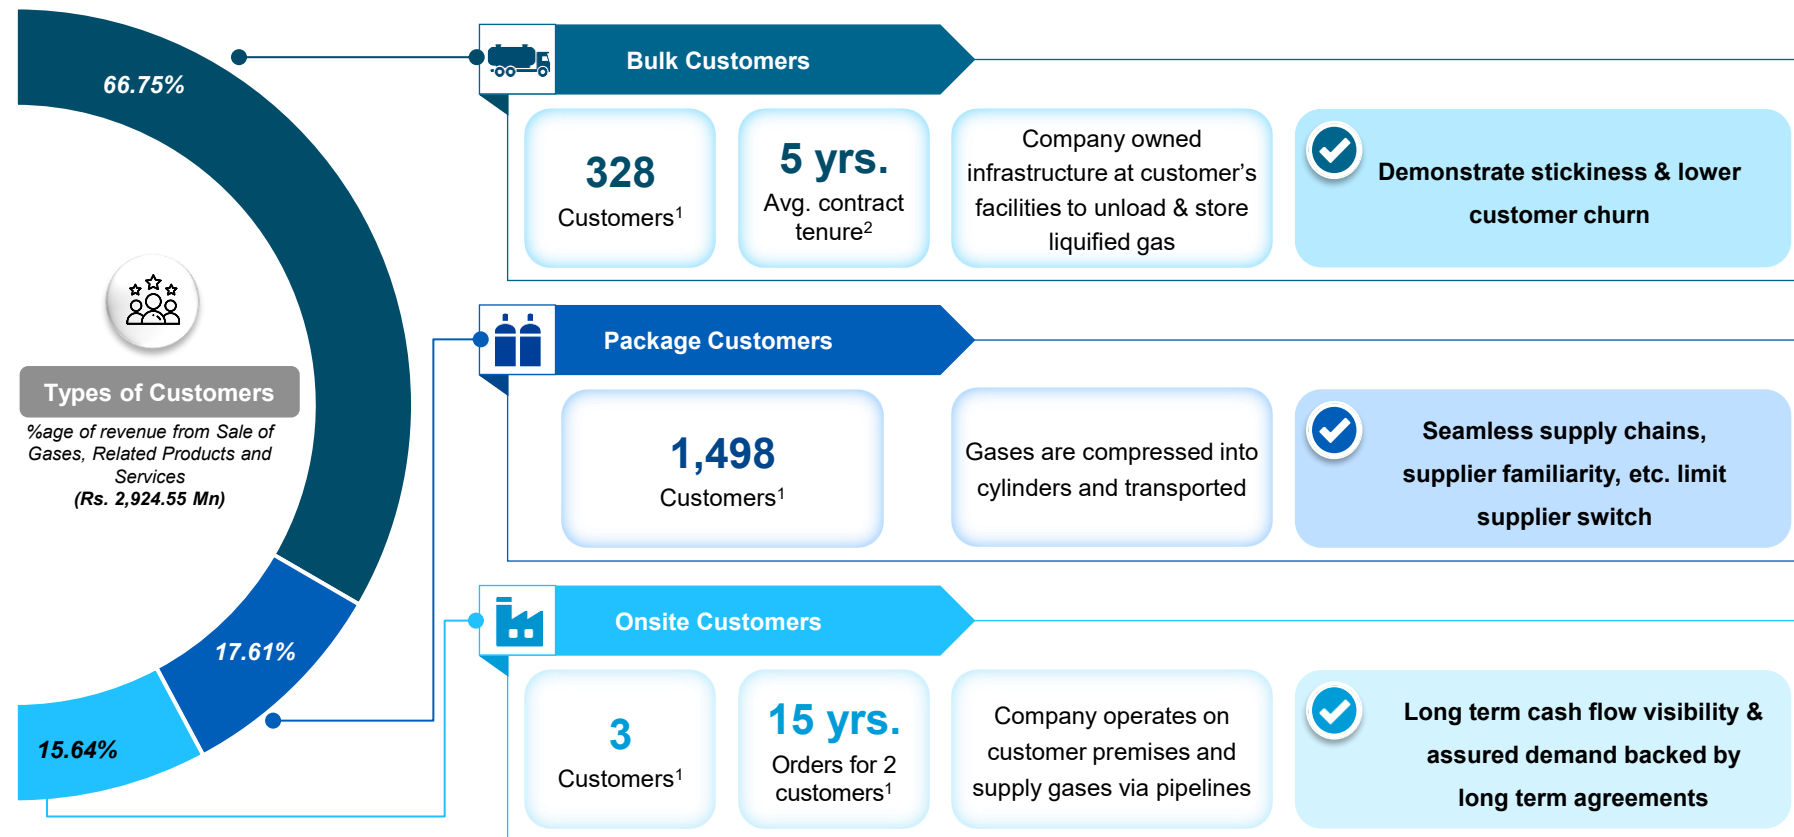 66.75%
Types of Customers
%age of revenue from Sale of
Gases, Related Products and
Services
(Rs. 2,924.55 Mn)
17.61%
15.64%
Bulk Customers
328
Customers¹
5 yrs.
Avg. contract
tenure²
Company owned
infrastructure at customer’s
facilities to unload & store
liquified gas
Demonstrate stickiness & lower
customer churn
Package Customers
1,498
Customers¹
Gases are compressed into
cylinders and transported
Seamless supply chains,
supplier familiarity, etc. limit
supplier switch
Onsite Customers
3
Customers¹
15 yrs.
Orders for 2
customers¹
Company operates on
customer premises and
supply gases via pipelines
Long term cash flow visibility &
assured demand backed by
long term agreements